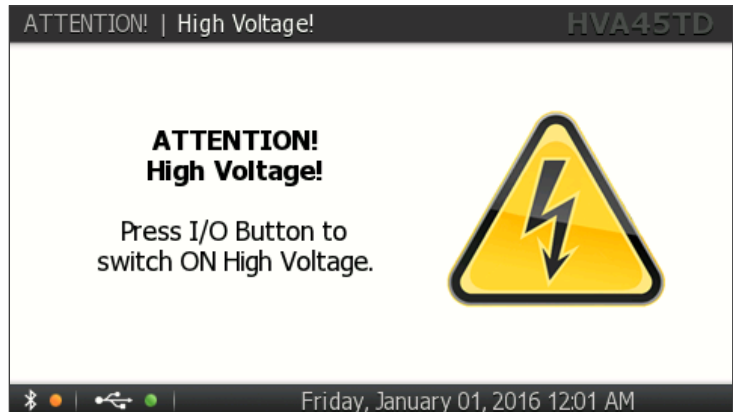 ATTENTION! | High Voltage!
HVA45TD
ATTENTION!
High Voltage!
Press I/O Button to
switch ON High Voltage.
Friday, January 01, 2016 12:01 AM